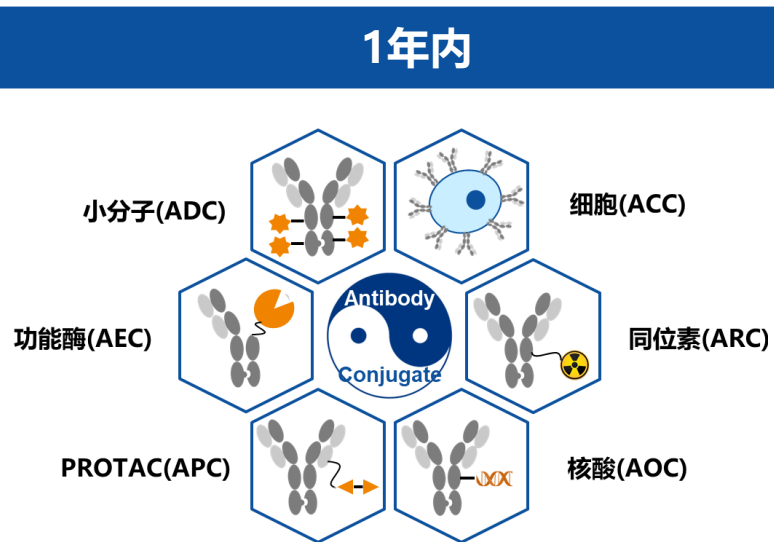 1年内
小分子(ADC)
细胞(ACC)
Antibody
功能酶(AEC)
同位素(ARC)
Conjugate
PROTAC(APC)
核酸(AOC)